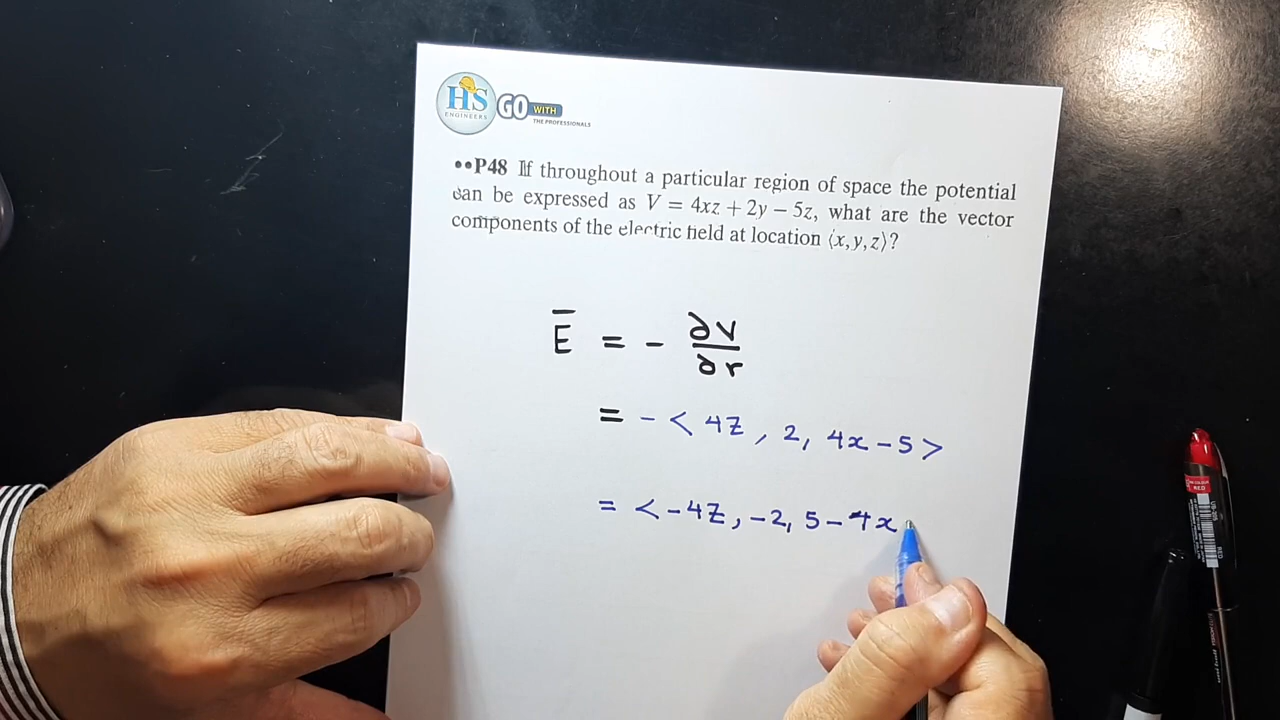 HS
ENGINEERS
GO WITH
THE PROFESSIONALS
••P48 If throughout a particular region of space the potential
can be expressed as V = 4xz + 2y − 5z, what are the vector
components of the electric field at location ⟨x, y, z⟩?
E̅ = - ∂V/∂r
= - < 4z , 2, 4x - 5 >
= < -4z, -2, 5 - 4x
RED